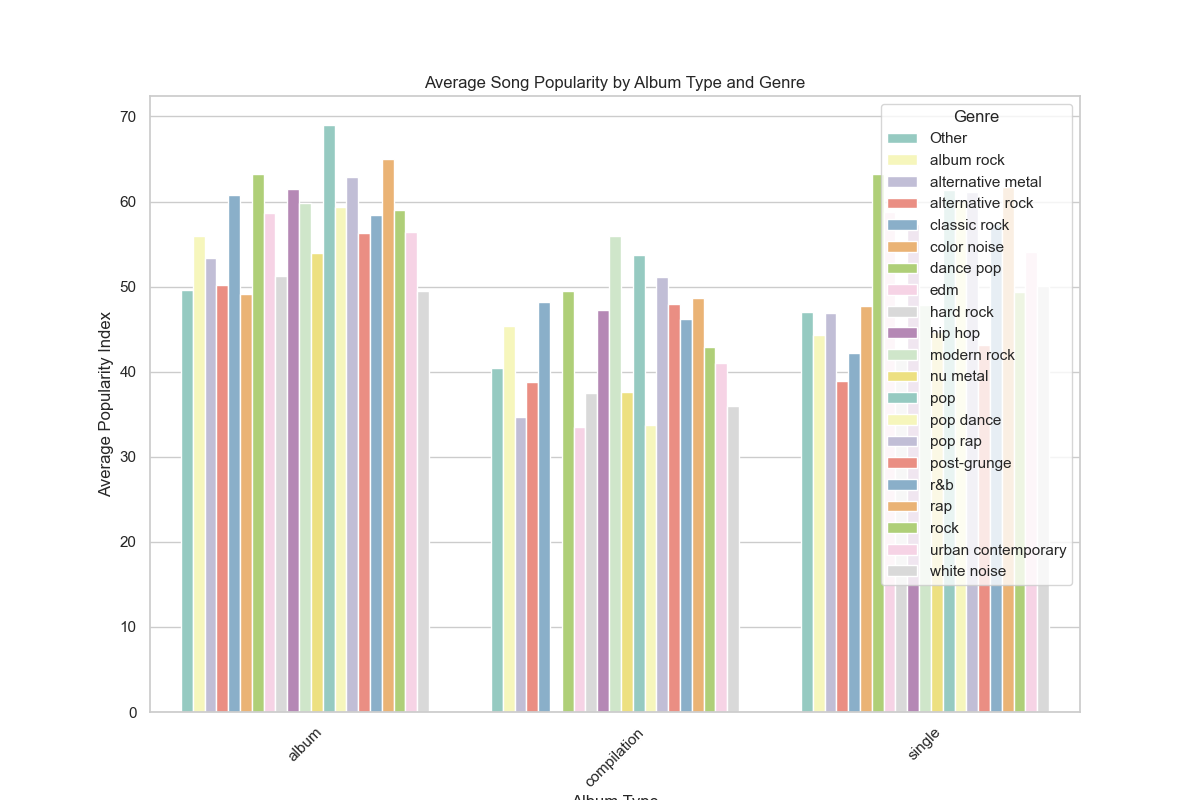 Average Song Popularity by Album Type and Genre
Average Popularity Index
70
60
50
40
30
20
10
0
Genre
Other
album rock
alternative metal
alternative rock
classic rock
color noise
dance pop
edm
hard rock
hip hop
modern rock
nu metal
pop
pop dance
pop rap
post-grunge
r&b
rap
rock
urban contemporary
white noise
album
compilation
single
Album Type